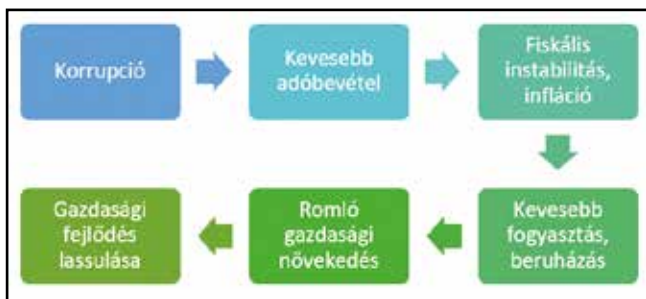 Korrupció
Kevesebb
adóbevétel
Fiskális
instabilitás,
infláció
Kevesebb
fogyasztás,
beruházás
Romló
gazdasági
növekedés
Gazdasági
fejlődés
lassulása